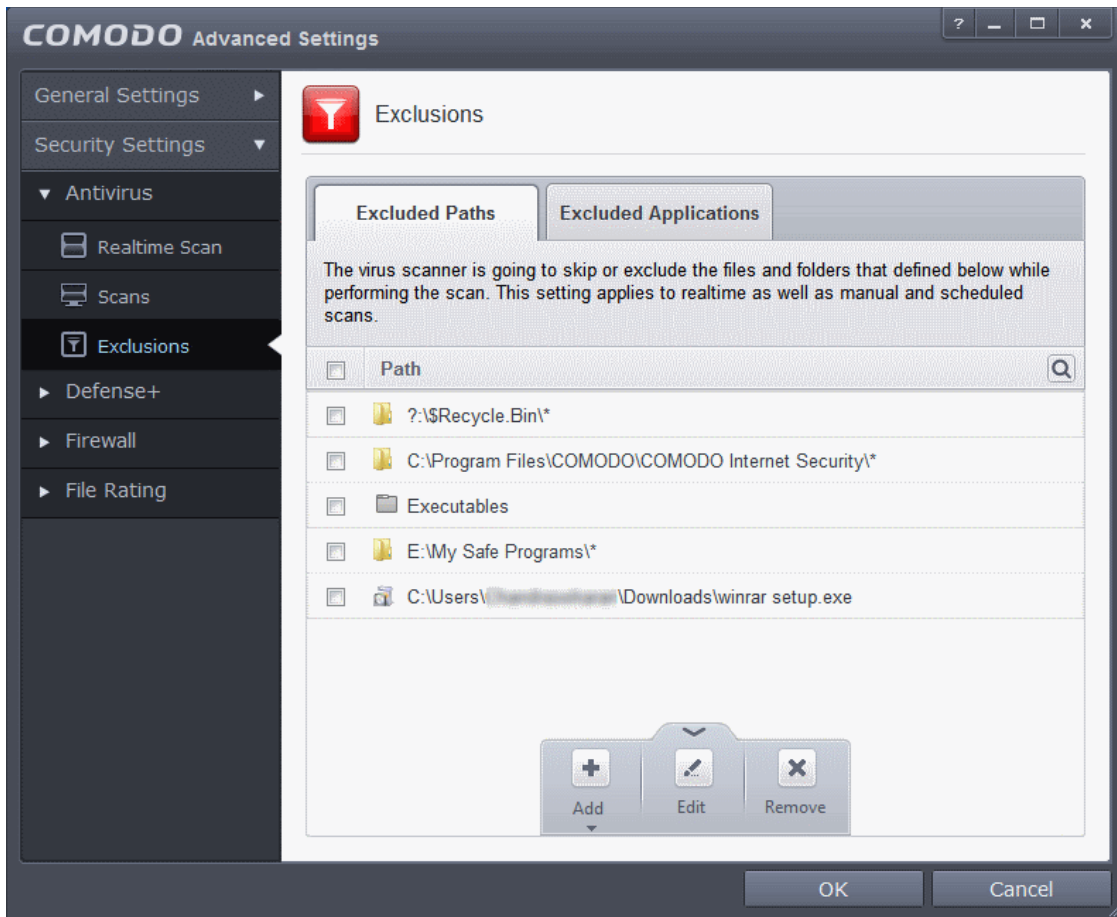 COMODO Advanced Settings
?
General Settings
Security Settings
Antivirus
Realtime Scan
Scans
Exclusions
Defense+
Firewall
File Rating
Exclusions
Excluded Paths
Excluded Applications
The virus scanner is going to skip or exclude the files and folders that defined below while
performing the scan. This setting applies to realtime as well as manual and scheduled
scans.
Path
?:\$Recycle.Bin\*
C:\Program Files\COMODO\COMODO Internet Security\*
Executables
E:\My Safe Programs\*
C:\Users\ \Downloads\winrar setup.exe
Add
Edit
Remove
OK
Cancel